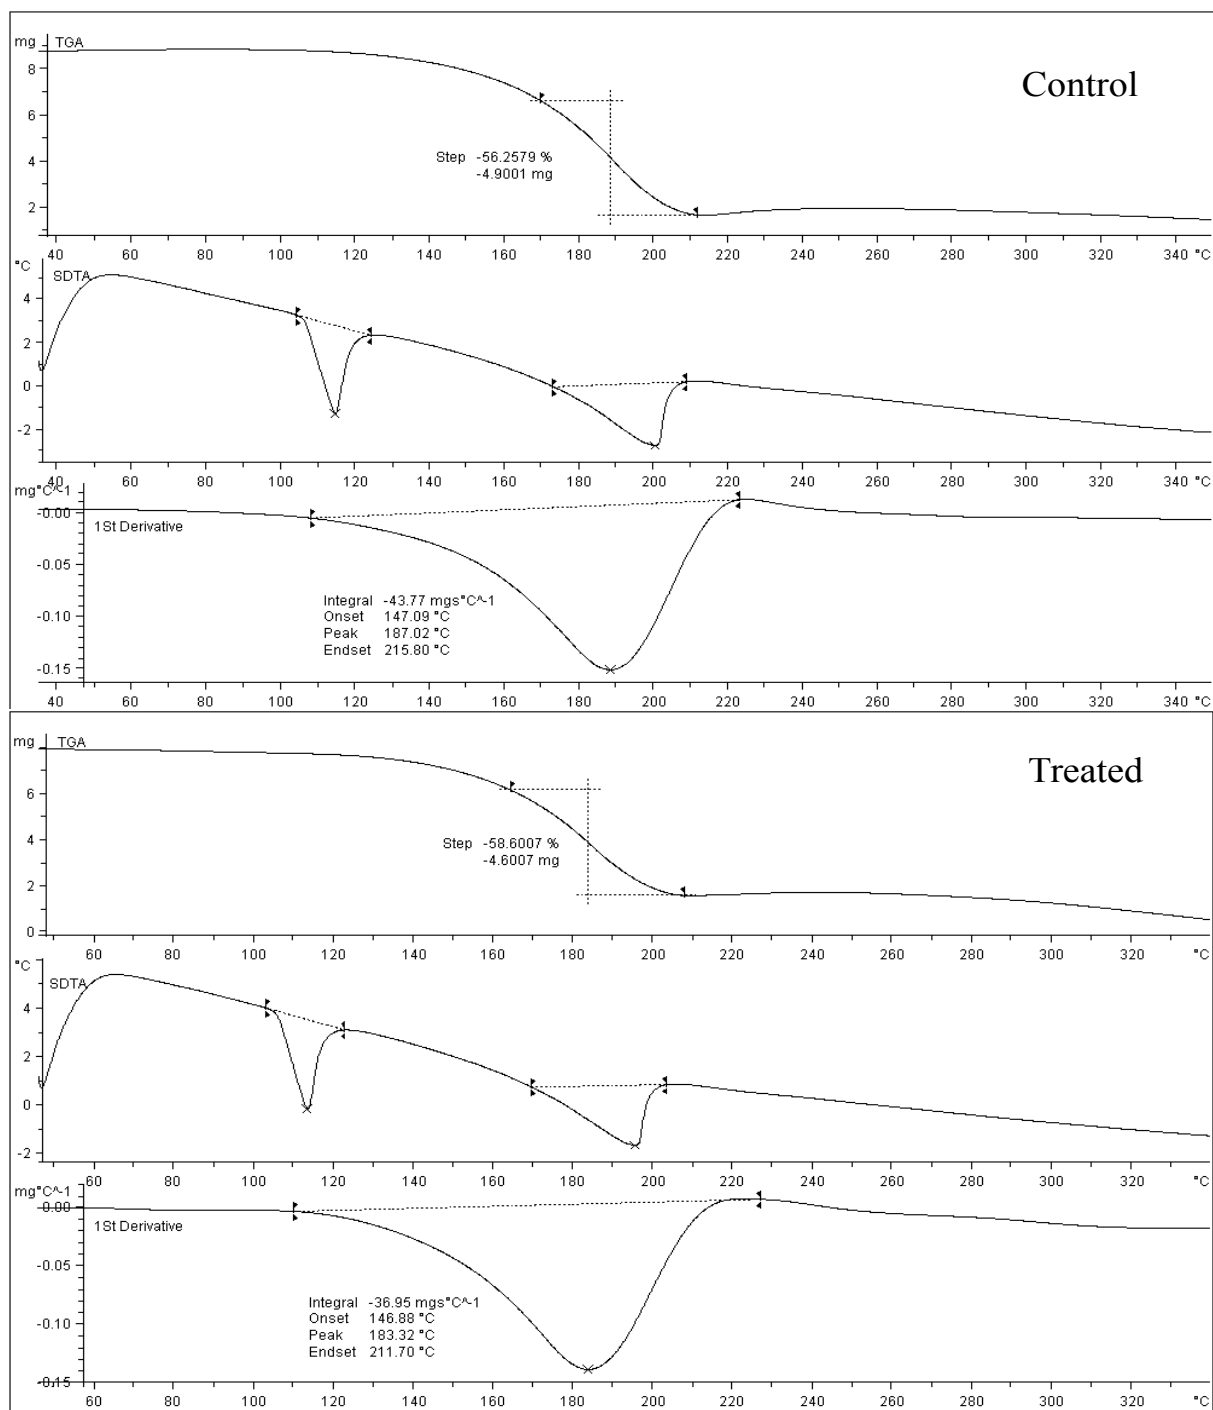 mg
TGA
Control
8
6
4
2
Step -56.2579 %
-4.9001 mg
40 60 80 100 120 140 160 180 200 220 240 260 280 300 320 340 °C
°C
SDTA
4
2
0
-2
40 60 80 100 120 140 160 180 200 220 240 260 280 300 320 340 °C
mg°C^-1
-0.00
1St Derivative
-0.05
-0.10
-0.15
Integral -43.77 mgs°C^-1
Onset 147.09 °C
Peak 187.02 °C
Endset 215.80 °C
40 60 80 100 120 140 160 180 200 220 240 260 280 300 320 340 °C
mg
TGA
Treated
6
4
2
0
Step -58.6007 %
-4.6007 mg
60 80 100 120 140 160 180 200 220 240 260 280 300 320 °C
°C
SDTA
4
2
0
-2
60 80 100 120 140 160 180 200 220 240 260 280 300 320 °C
mg°C^-1
-0.00
1St Derivative
-0.05
-0.10
-0.15
Integral -36.95 mgs°C^-1
Onset 146.88 °C
Peak 183.32 °C
Endset 211.70 °C
60 80 100 120 140 160 180 200 220 240 260 280 300 320 °C